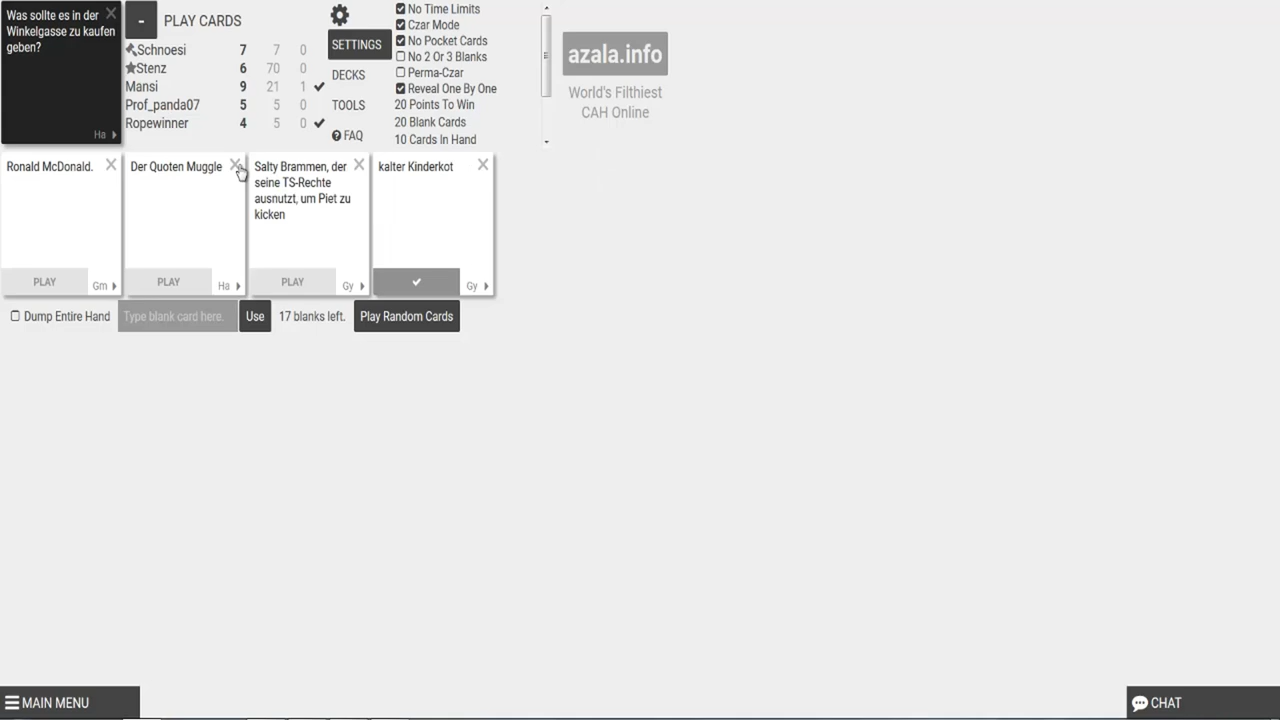 Was sollte es in der
Winkelgasse zu kaufen
geben?
Ha
-
PLAY CARDS
Schnoesi 7 7 0
Stenz 6 70 0
Mansi 9 21 1
Prof_panda07 5 5 0
Ropewinner 4 5 0
SETTINGS
DECKS
TOOLS
FAQ
No Time Limits
Czar Mode
No Pocket Cards
No 2 Or 3 Blanks
Perma-Czar
Reveal One By One
20 Points To Win
20 Blank Cards
10 Cards In Hand
azala.info
World's Filthiest
CAH Online
Ronald McDonald.
PLAY
Gm
Der Quoten Muggle
PLAY
Ha
Salty Brammen, der
seine TS-Rechte
ausnutzt, um Piet zu
kicken
PLAY
Gy
kalter Kinderkot
Gy
Dump Entire Hand
Type blank card here.
Use
17 blanks left.
Play Random Cards
MAIN MENU
CHAT